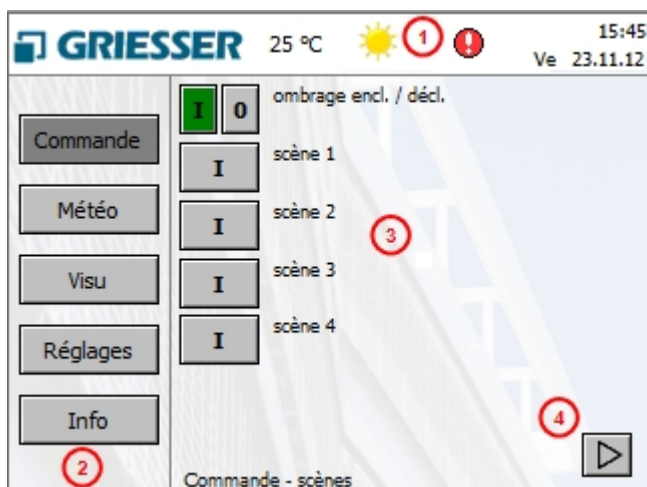 GRIESSER 25 °C 1 15:45
Ve 23.11.12
Commande
Météo
Visu
Réglages
Info
2
I 0 ombrage encl. / décl.
I scène 1
I scène 2
3
I scène 3
I scène 4
4
Commande - scènes